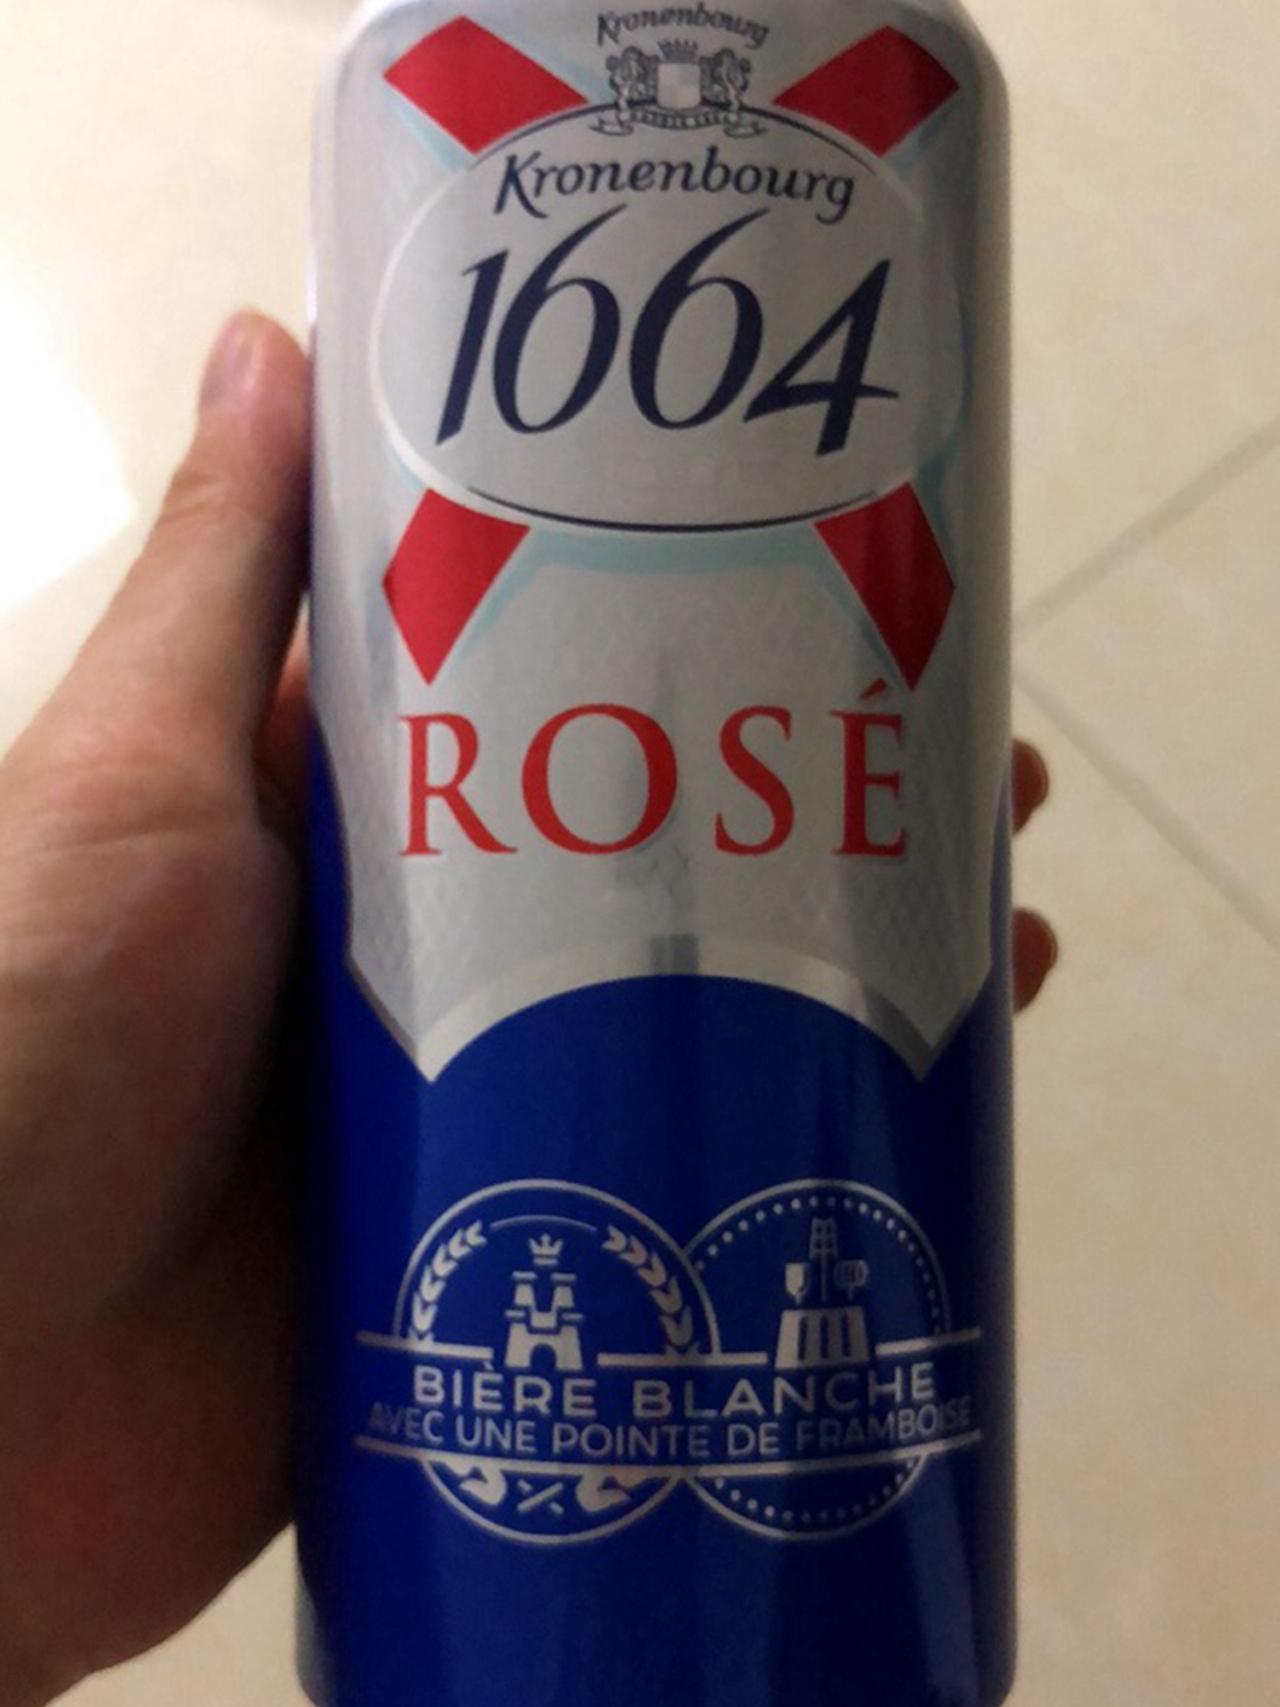 Kronenbourg
Kronenbourg
1664
ROSÉ
BIÈRE BLANCHE
AVEC UNE POINTE DE FRAMBOISE